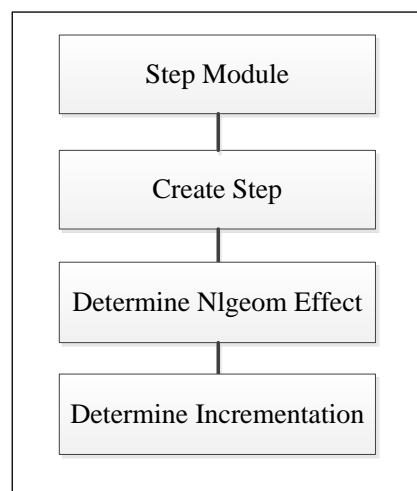 Step Module
Create Step
Determine Nlgeom Effect
Determine Incrementation